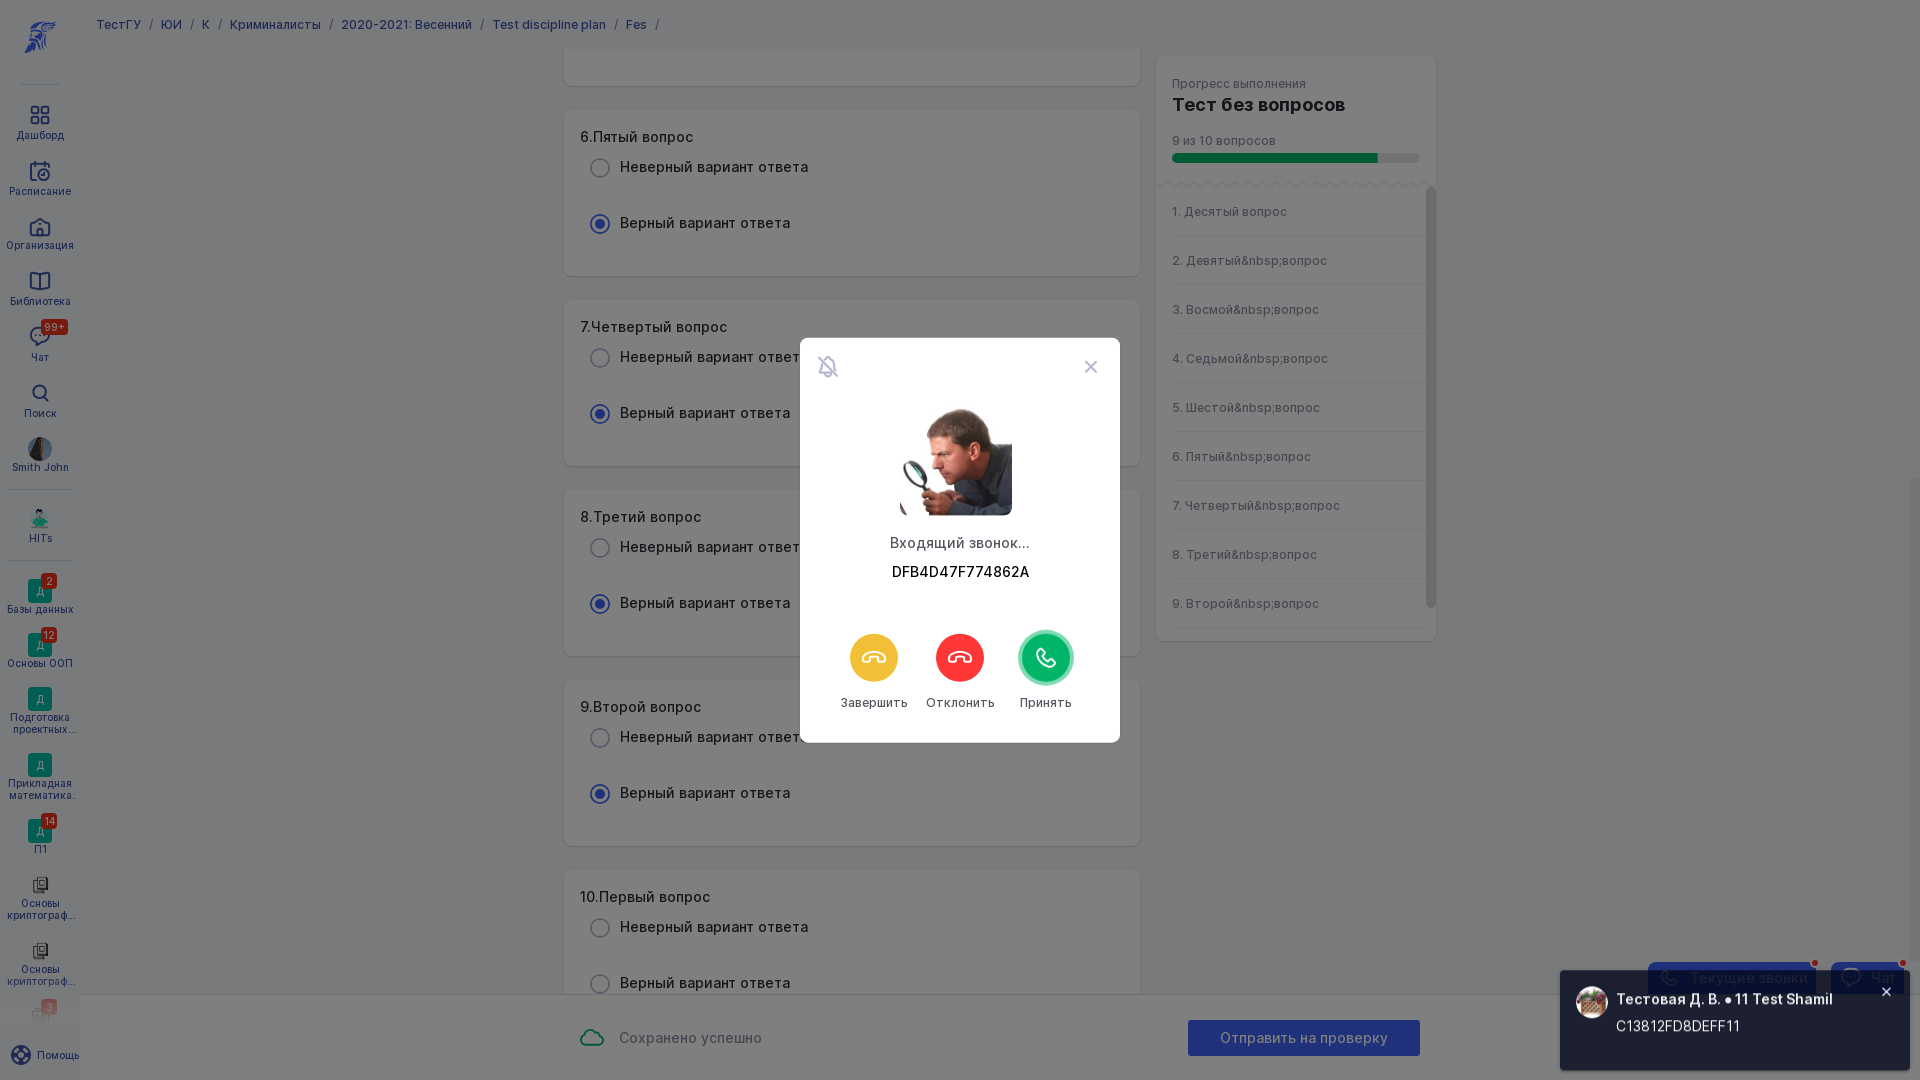 ТестГУ / ЮИ / К / Криминалисты / 2020-2021: Весенний / Test discipline plan / Fes /
Дашборд
Расписание
Организация
Библиотека
99+
Чат
Поиск
Smith John
HITs
2
Д
Базы данных
12
Д
Основы ООП
Д
Подготовка
проектных...
Д
Прикладная
математика.
14
Д
П1
Основы
криптограф...
Основы
криптограф...
3
Помощь
6.Пятый вопрос
Неверный вариант ответа
Верный вариант ответа
7.Четвертый вопрос
Неверный вариант ответ
Верный вариант ответа
8.Третий вопрос
Неверный вариант ответ
Верный вариант ответа
9.Второй вопрос
Неверный вариант ответа
Верный вариант ответа
10.Первый вопрос
Неверный вариант ответа
Верный вариант ответа
Входящий звонок...
DFB4D47F774862A
Завершить
Отклонить
Принять
Прогресс выполнения
Тест без вопросов
9 из 10 вопросов
1. Десятый вопрос
2. Девятый&nbsp;вопрос
3. Восмой&nbsp;вопрос
4. Седьмой&nbsp;вопрос
5. Шестой&nbsp;вопрос
6. Пятый&nbsp;вопрос
7. Четвертый&nbsp;вопрос
8. Третий&nbsp;вопрос
9. Второй&nbsp;вопрос
Сохранено успешно
Отправить на проверку
Текущие звонки
Чат
Тестовая Д. В. ● 11 Test Shamil
C13812FD8DEFF11